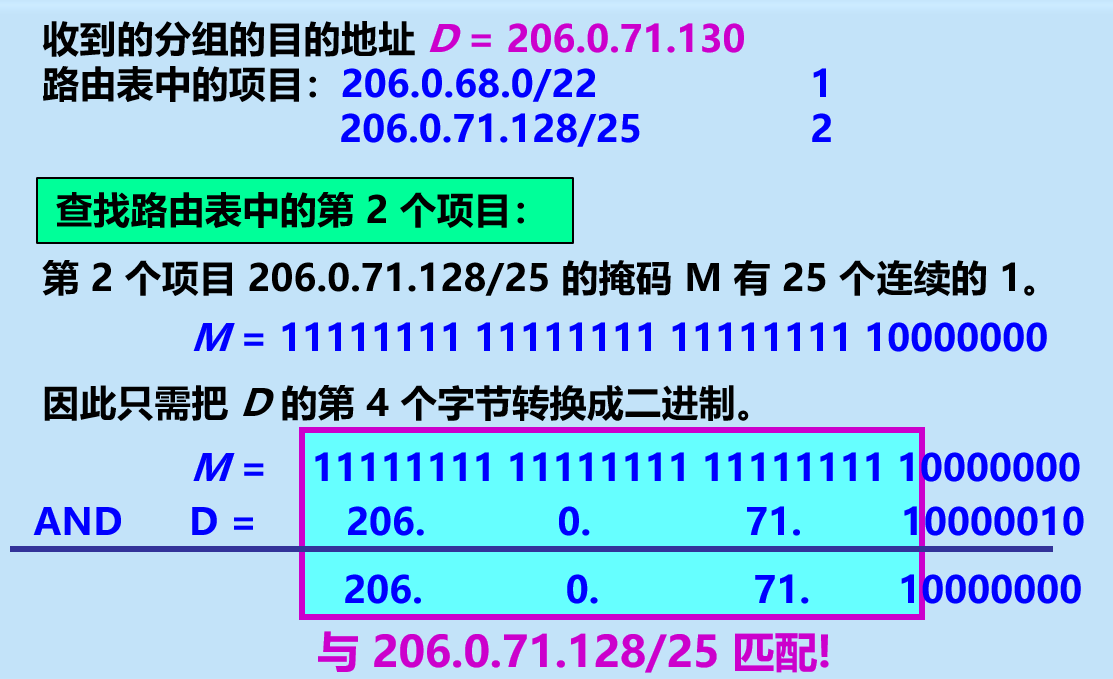 收到的分组的目的地址 D = 206.0.71.130
路由表中的项目：206.0.68.0/22 1
206.0.71.128/25 2
查找路由表中的第 2 个项目：
第 2 个项目 206.0.71.128/25 的掩码 M 有 25 个连续的 1。
M = 11111111 11111111 11111111 10000000
因此只需把 D 的第 4 个字节转换成二进制。
M = 11111111 11111111 11111111 10000000
AND D = 206. 0. 71. 10000010
206. 0. 71. 10000000
与 206.0.71.128/25 匹配!